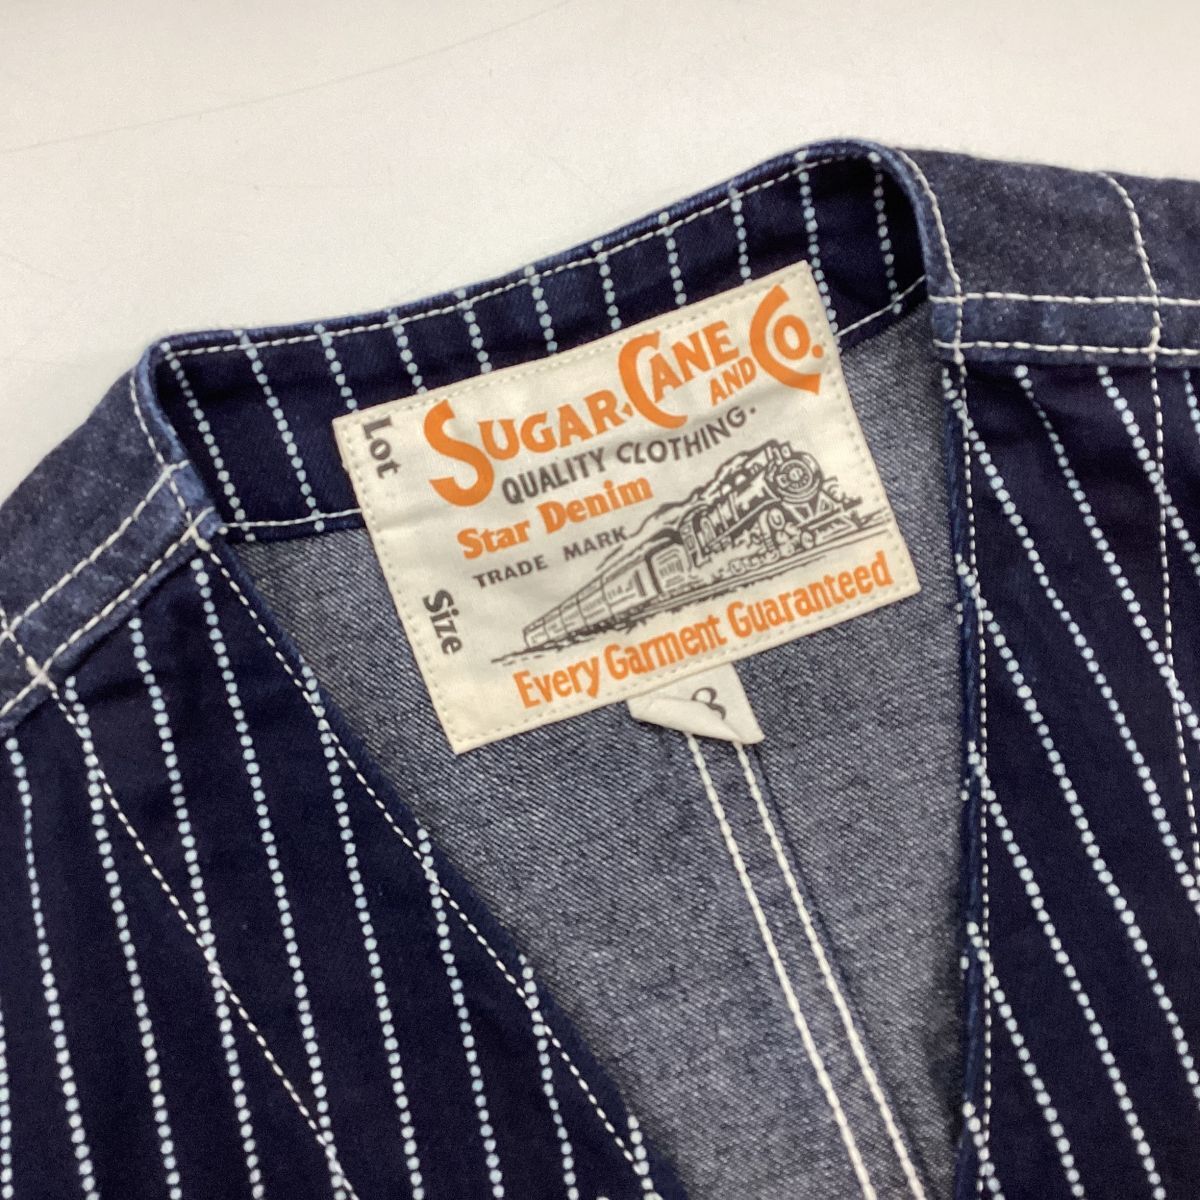 SUGAR CANE AND CO.
QUALITY CLOTHING.
Star Denim
TRADE MARK
Every Garment Guaranteed
Lot
Size